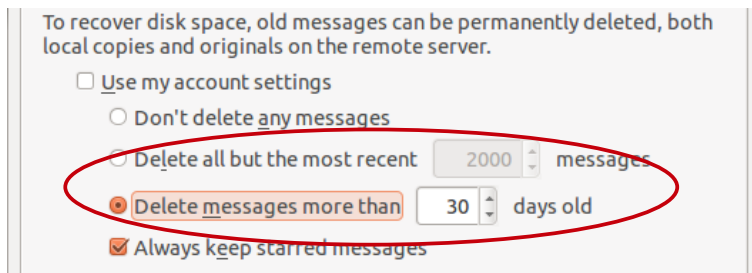 To recover disk space, old messages can be permanently deleted, both
local copies and originals on the remote server.
Use my account settings
Don't delete any messages
Delete all but the most recent 2000 messages
Delete messages more than 30 days old
Always keep starred messages